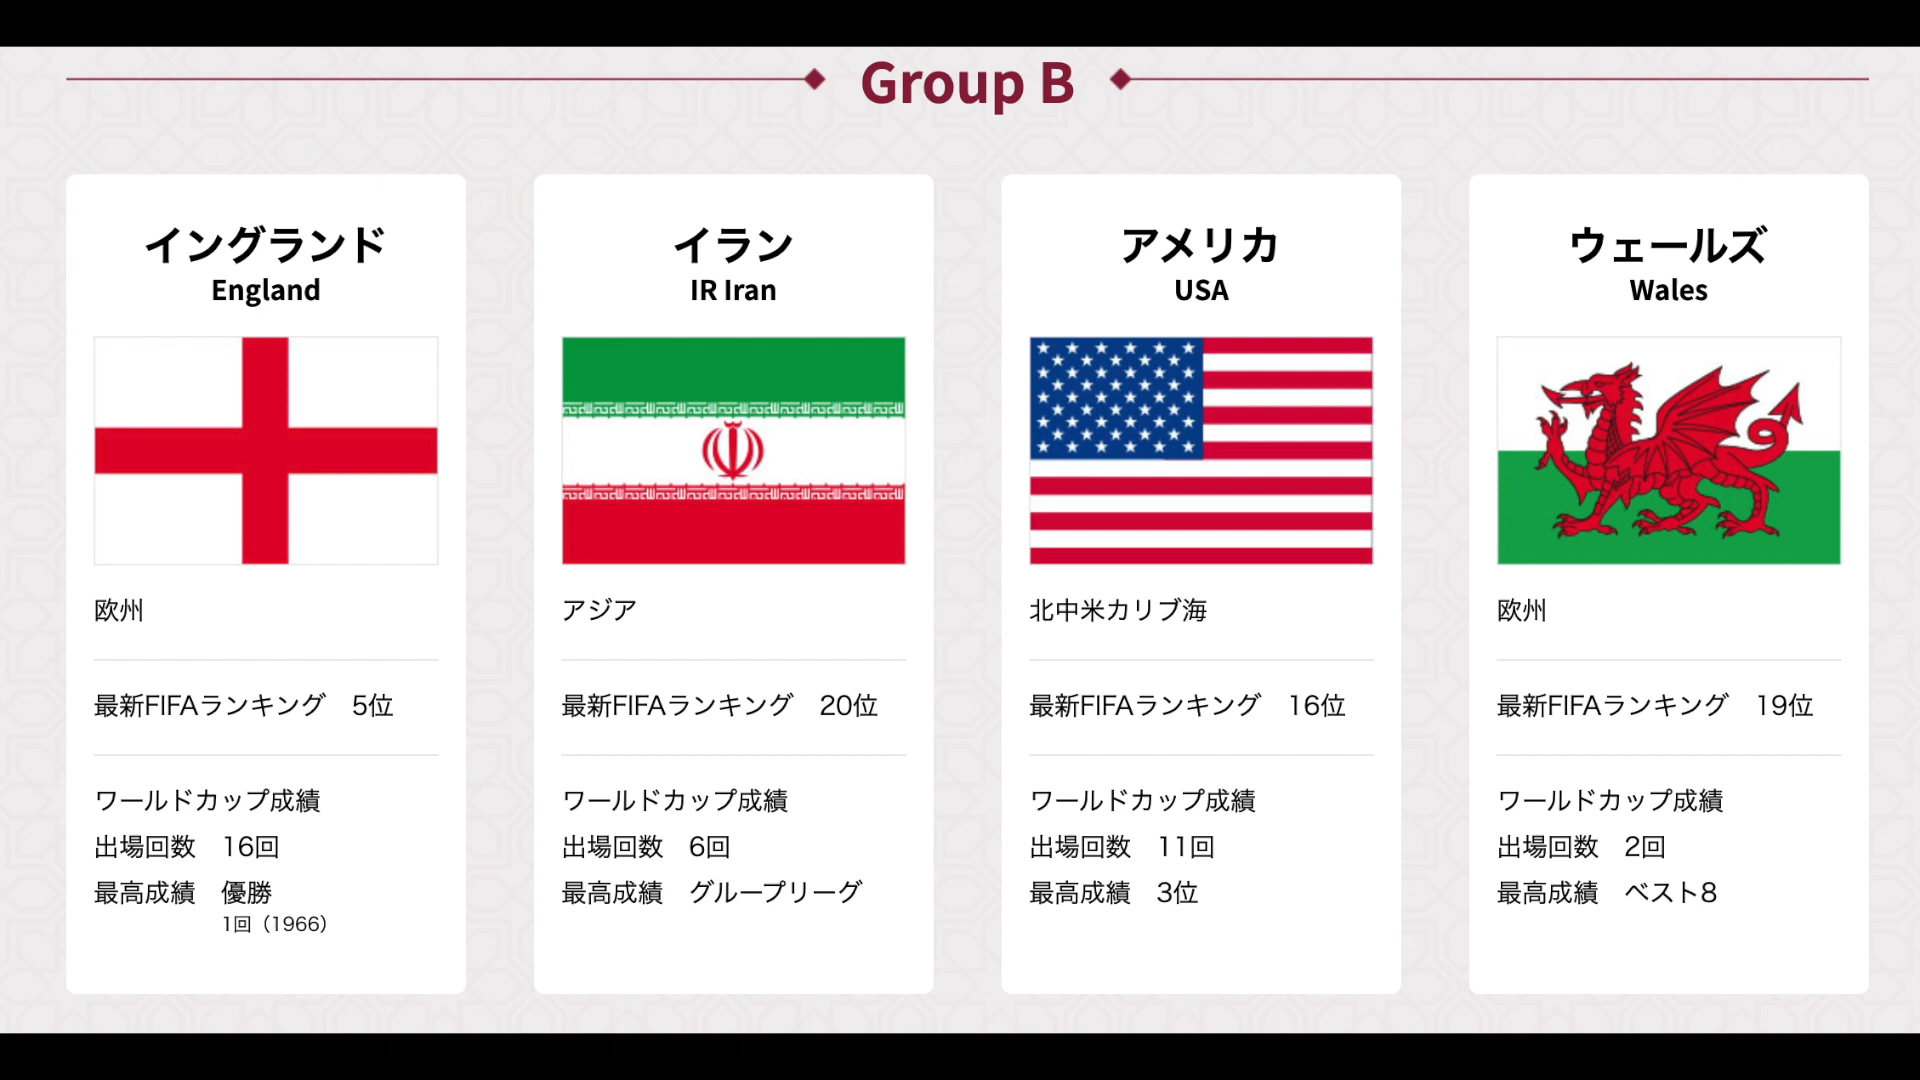 Group B
イングランド
England
欧州
最新FIFAランキング　5位
ワールドカップ成績
出場回数　16回
最高成績　優勝
1回（1966）
イラン
IR Iran
アジア
最新FIFAランキング　20位
ワールドカップ成績
出場回数　6回
最高成績　グループリーグ
アメリカ
USA
北中米カリブ海
最新FIFAランキング　16位
ワールドカップ成績
出場回数　11回
最高成績　3位
ウェールズ
Wales
欧州
最新FIFAランキング　19位
ワールドカップ成績
出場回数　2回
最高成績　ベスト8